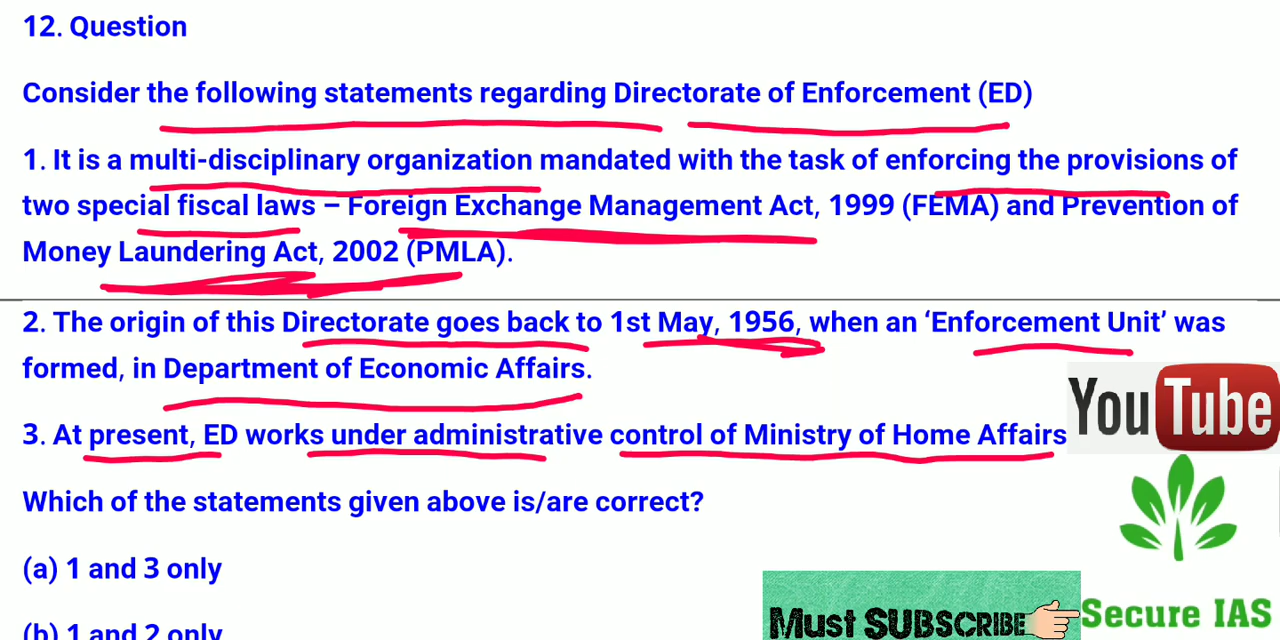 12. Question
Consider the following statements regarding Directorate of Enforcement (ED)
1. It is a multi-disciplinary organization mandated with the task of enforcing the provisions of
two special fiscal laws – Foreign Exchange Management Act, 1999 (FEMA) and Prevention of
Money Laundering Act, 2002 (PMLA).
2. The origin of this Directorate goes back to 1st May, 1956, when an ‘Enforcement Unit’ was
formed, in Department of Economic Affairs.
3. At present, ED works under administrative control of Ministry of Home Affairs
YouTube
Which of the statements given above is/are correct?
(a) 1 and 3 only
Must SUBSCRIBE
Secure IAS
(b) 1 and 2 only